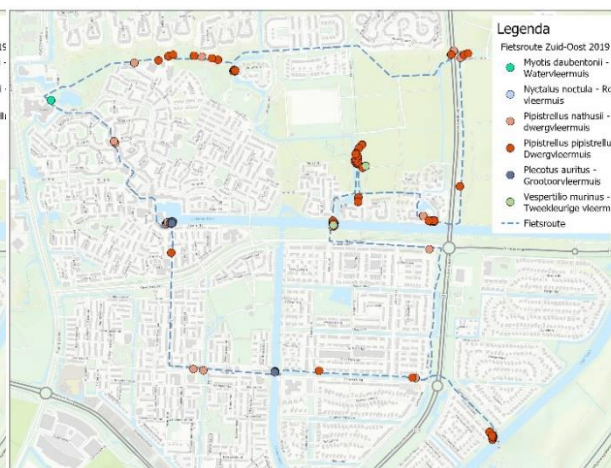 Legenda
Fietsroute Zuid-Oost 2019
Myotis daubentonii -
Watervleermuis
Nyctalus noctula - Ro
vleermuis
Pipistrellus nathusii -
dwergvleermuis
Pipistrellus pipistrellu
Dwergvleermuis
Plecotus auritus -
Grootoorvleermuis
Vespertilio murinus -
Tweekleurige vleerm
Fietsroute